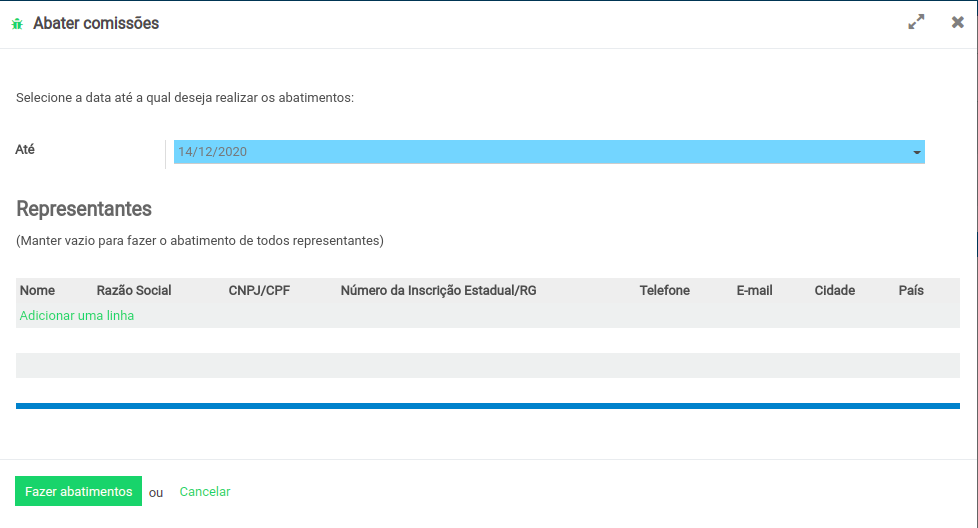 Abater comissões
Selecione a data até a qual deseja realizar os abatimentos:
Até 14/12/2020
Representantes
(Manter vazio para fazer o abatimento de todos representantes)
Nome Razão Social CNPJ/CPF Número da Inscrição Estadual/RG Telefone E-mail Cidade País
Adicionar uma linha
Fazer abatimentos ou Cancelar